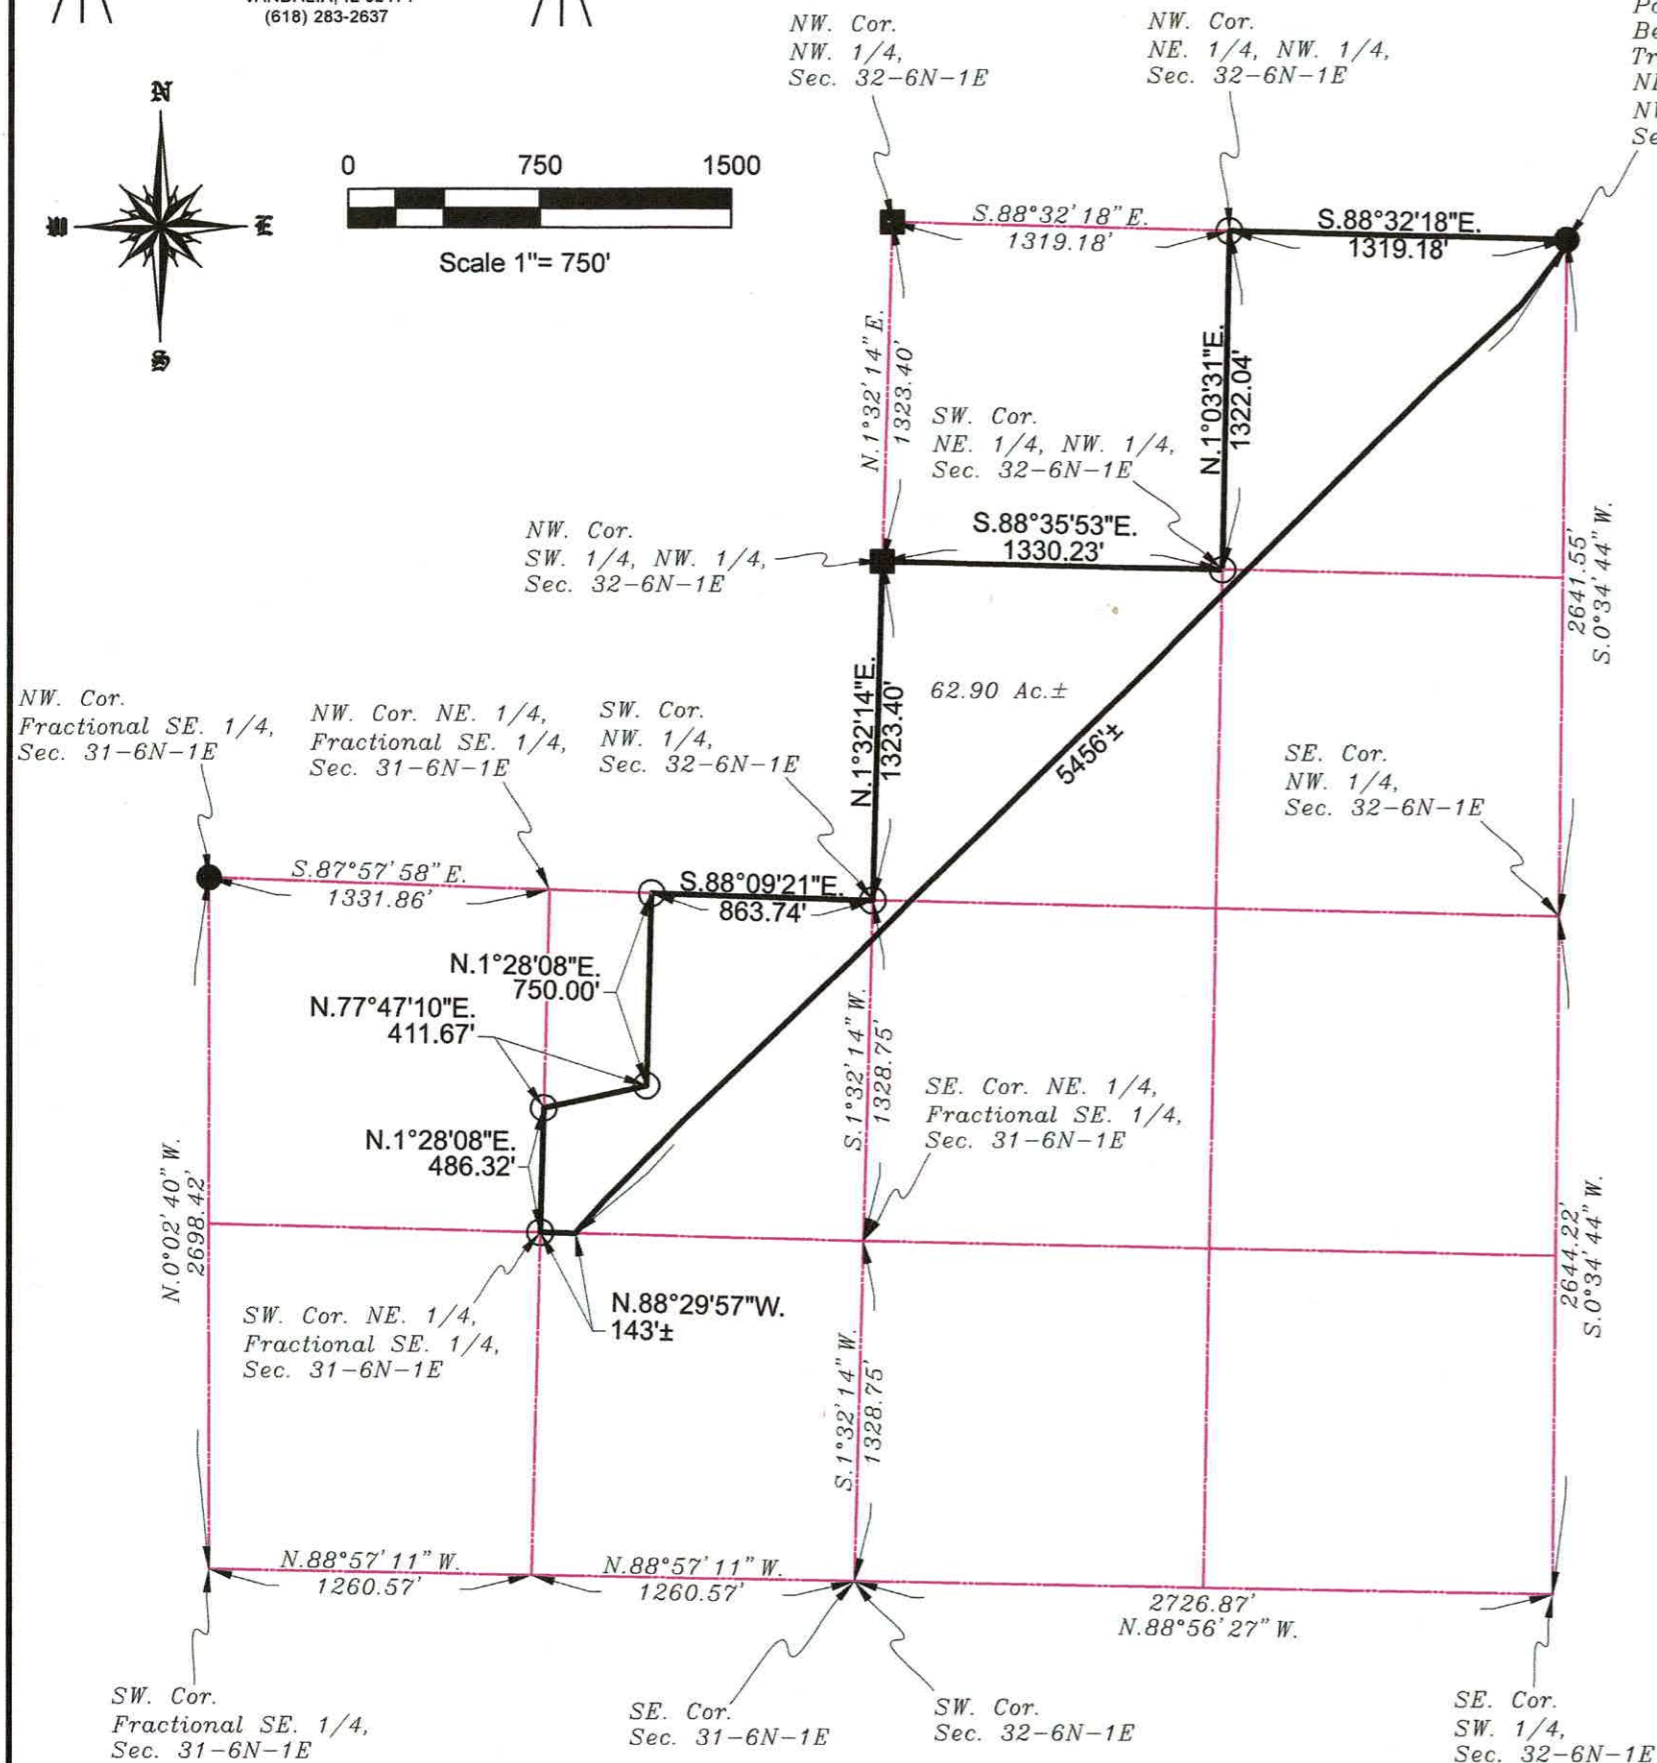 (618) 283-2637
NW. Cor.
NW. 1/4,
Sec. 32-6N-1E
NW. Cor.
NE. 1/4, NW. 1/4,
Sec. 32-6N-1E
N
E
S
0 750 1500
Scale 1"= 750'
S.88°32'18"E.
1319.18'
S.88°32'18"E.
1319.18'
N.1°32'14"E.
1323.40'
N.1°03'31"E.
1322.04'
SW. Cor.
NE. 1/4, NW. 1/4,
Sec. 32-6N-1E
S.88°35'53"E.
1330.23'
NW. Cor.
SW. 1/4, NW. 1/4,
Sec. 32-6N-1E
2641.55'
S.0°34'44"W.
N.1°32'14"E.
1323.40'
62.90 Ac.±
5456'±
NW. Cor.
Fractional SE. 1/4,
Sec. 31-6N-1E
NW. Cor. NE. 1/4,
Fractional SE. 1/4,
Sec. 31-6N-1E
SW. Cor.
NW. 1/4,
Sec. 32-6N-1E
SE. Cor.
NW. 1/4,
Sec. 32-6N-1E
S.87°57'58"E.
1331.86'
S.88°09'21"E.
863.74'
N.1°28'08"E.
750.00'
N.77°47'10"E.
411.67'
N.1°28'08"E.
486.32'
S.1°32'14"W.
1328.75'
SE. Cor. NE. 1/4,
Fractional SE. 1/4,
Sec. 31-6N-1E
N.0°02'40"W.
2698.42'
2644.22'
S.0°34'44"W.
SW. Cor. NE. 1/4,
Fractional SE. 1/4,
Sec. 31-6N-1E
N.88°29'57"W.
143'±
S.1°32'14"W.
1328.75'
N.88°57'11"W.
1260.57'
N.88°57'11"W.
1260.57'
2726.87'
N.88°56'27"W.
SW. Cor.
Fractional SE. 1/4,
Sec. 31-6N-1E
SE. Cor.
Sec. 31-6N-1E
SW. Cor.
Sec. 32-6N-1E
SE. Cor.
SW. 1/4,
Sec. 32-6N-1E